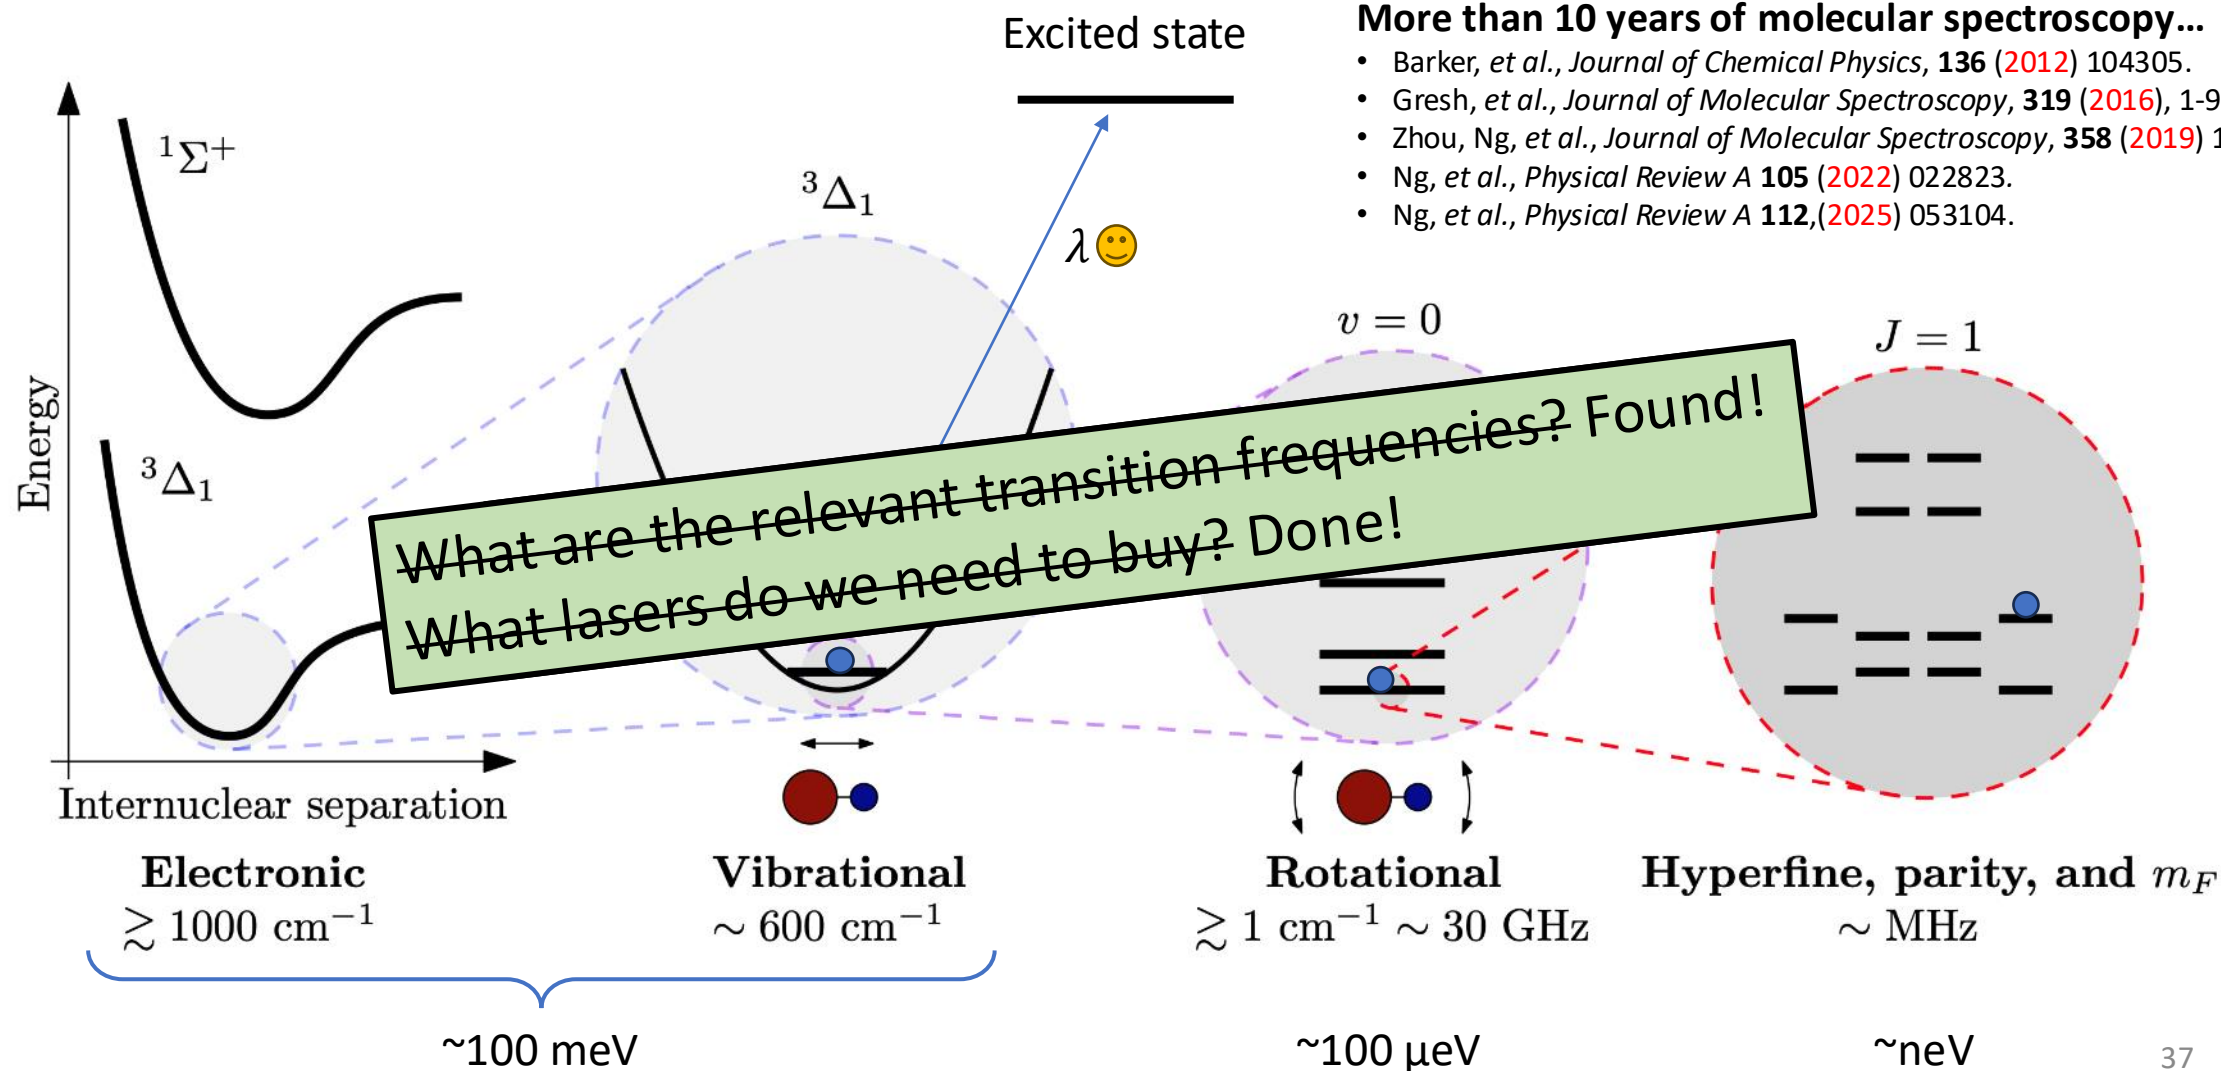 Excited state
More than 10 years of molecular spectroscopy…
• Barker, et al., Journal of Chemical Physics, 136 (2012) 104305.
• Gresh, et al., Journal of Molecular Spectroscopy, 319 (2016), 1-9
• Zhou, Ng, et al., Journal of Molecular Spectroscopy, 358 (2019) 1
• Ng, et al., Physical Review A 105 (2022) 022823.
• Ng, et al., Physical Review A 112,(2025) 053104.
Energy
¹Σ⁺
³Δ₁
³Δ₁
λ
v = 0
J = 1
What are the relevant transition frequencies? Found!
What lasers do we need to buy? Done!
Internuclear separation
Electronic
≳ 1000 cm⁻¹
Vibrational
∼ 600 cm⁻¹
Rotational
≳ 1 cm⁻¹ ∼ 30 GHz
Hyperfine, parity, and m_F
∼ MHz
~100 meV
~100 µeV
~neV
37